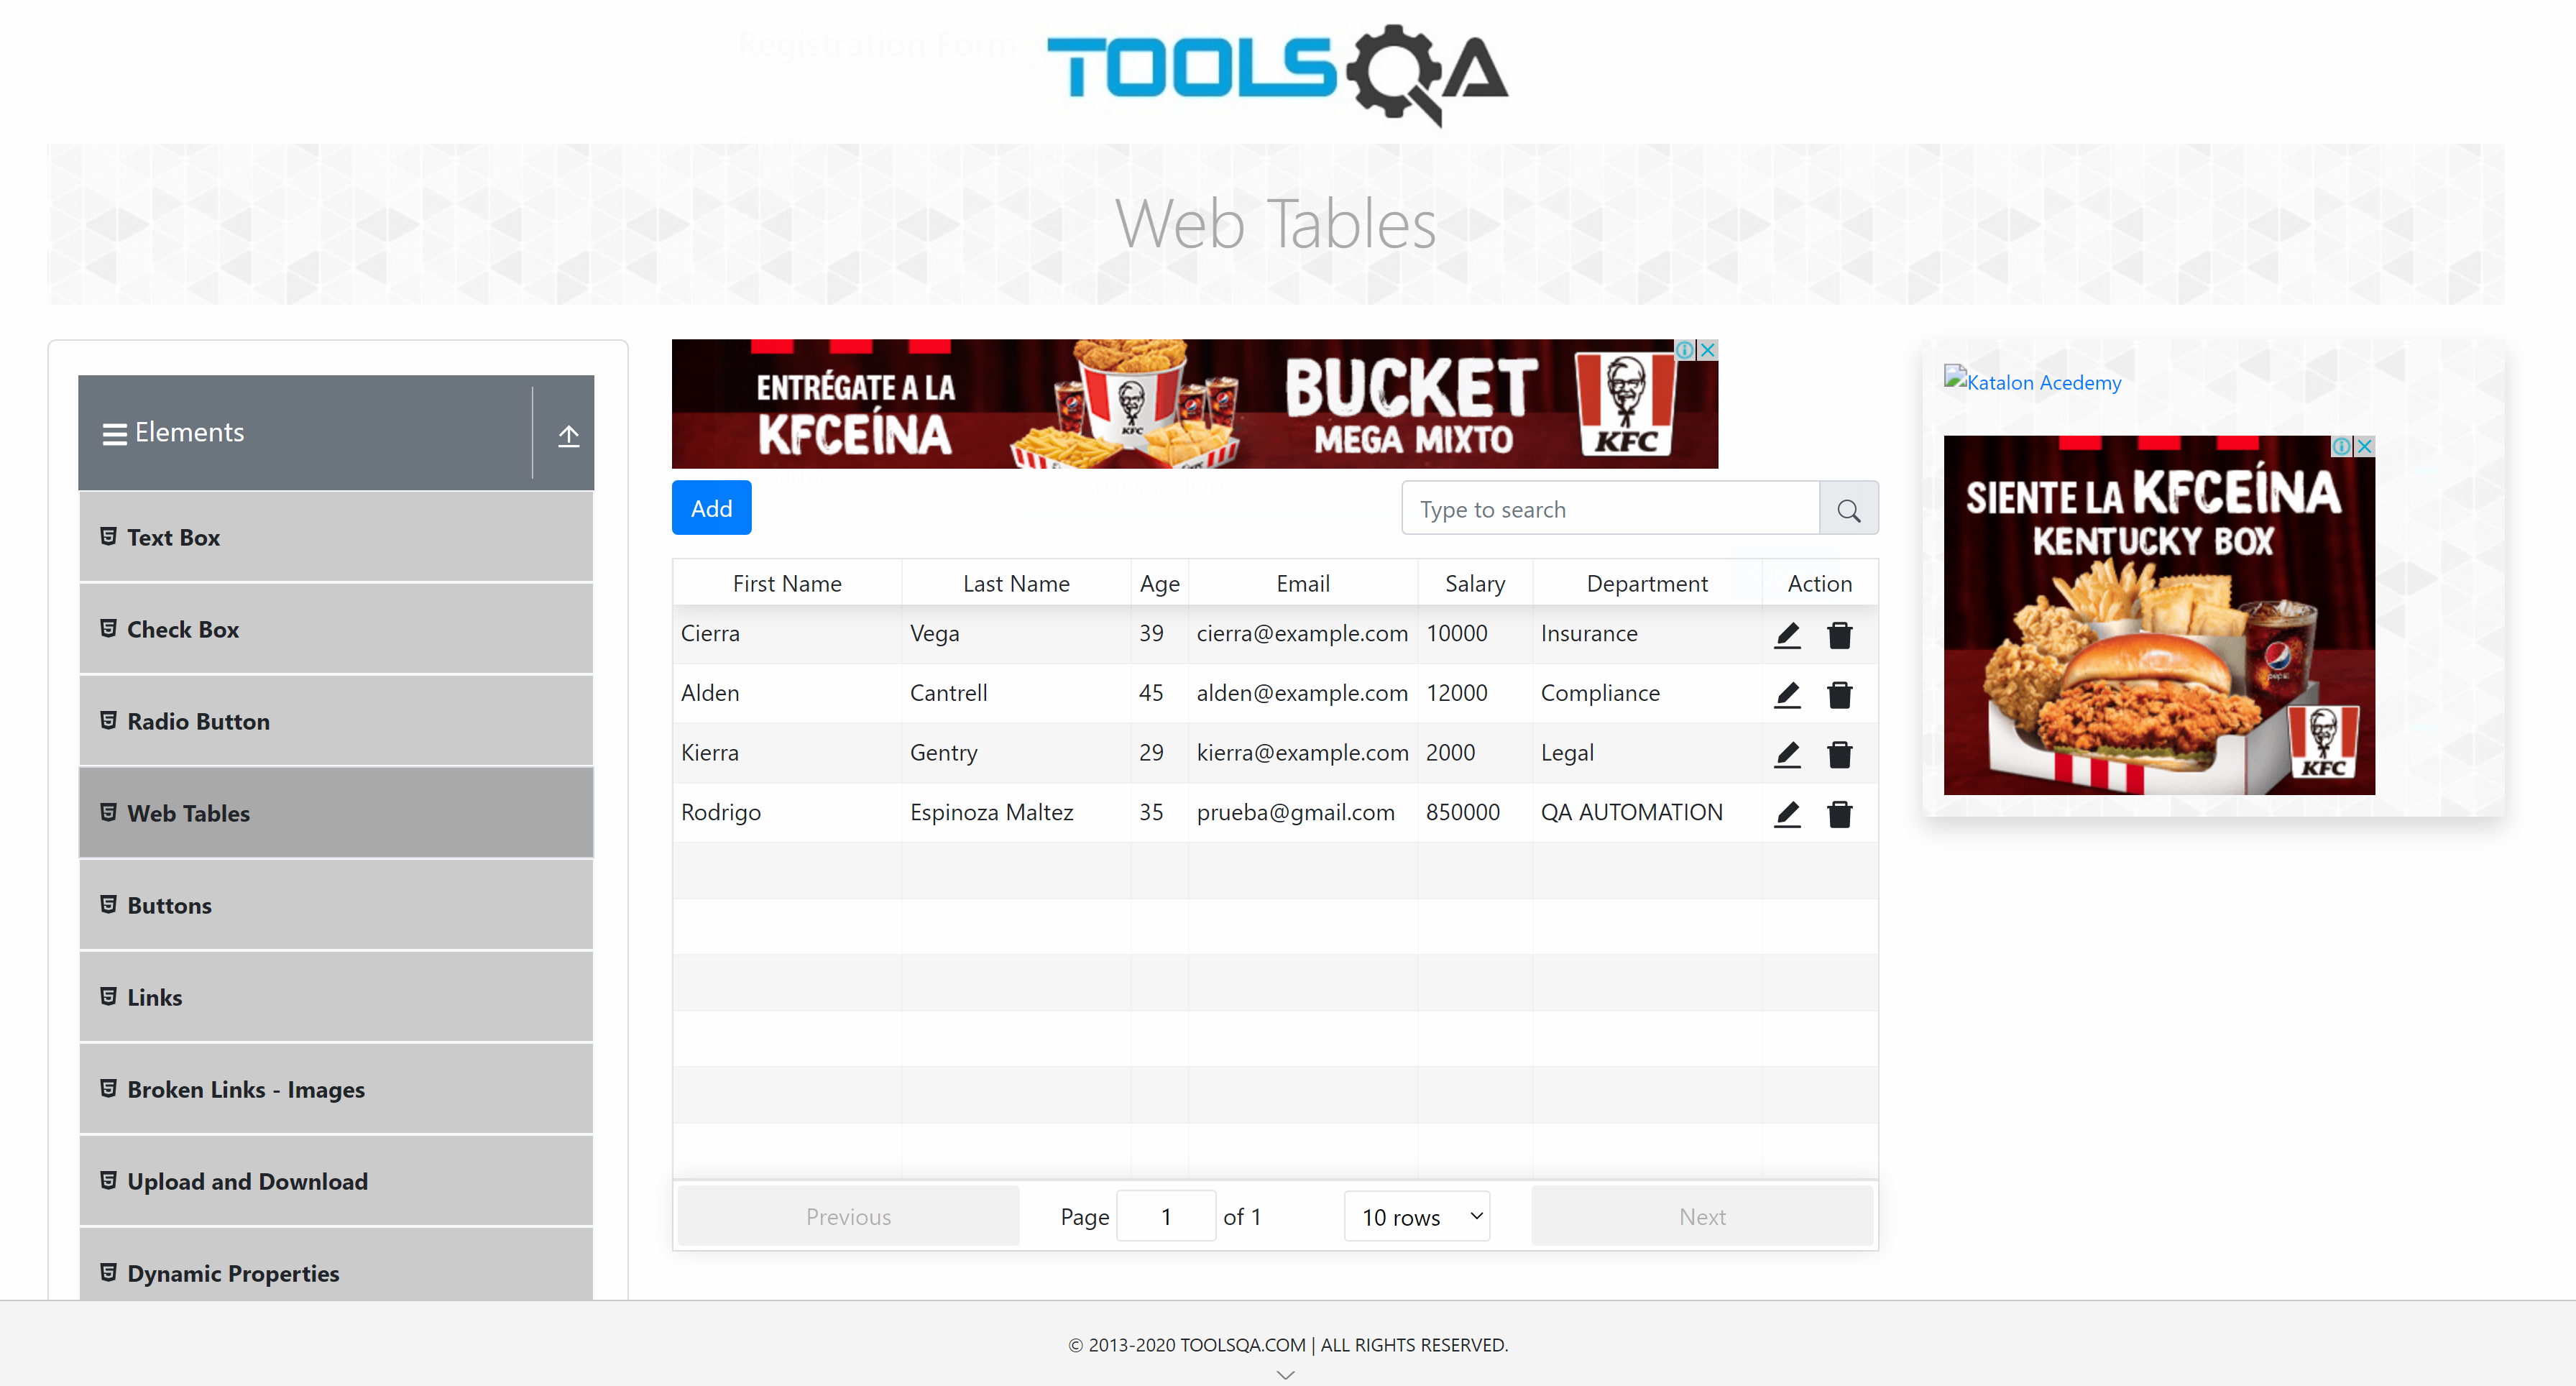 Registration Form
TOOLSQA
Web Tables
Elements
Text Box
Check Box
Radio Button
Web Tables
Buttons
Links
Broken Links - Images
Upload and Download
Dynamic Properties
ENTRÉGATE A LA
KFCEÍNA
KFC
BUCKET
MEGA MIXTO
KFC
Add
Type to search
First Name Last Name Age Email Salary Department Action
Cierra Vega 39 cierra@example.com 10000 Insurance
Alden Cantrell 45 alden@example.com 12000 Compliance
Kierra Gentry 29 kierra@example.com 2000 Legal
Rodrigo Espinoza Maltez 35 prueba@gmail.com 850000 QA AUTOMATION
Previous Page 1 of 1 10 rows Next
Katalon Acedemy
SIENTE LA KFCEÍNA
KENTUCKY BOX
pepsi
KFC
© 2013-2020 TOOLSQA.COM | ALL RIGHTS RESERVED.